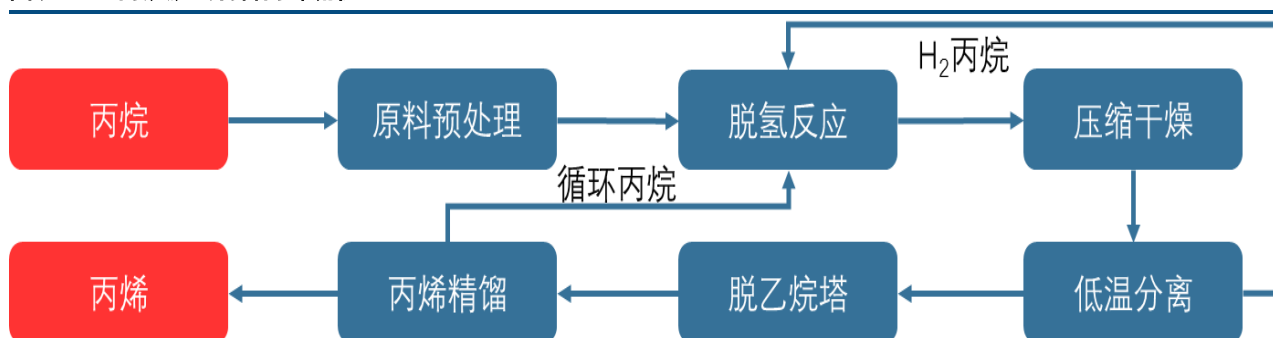 H₂丙烷
丙烷
原料预处理
脱氢反应
压缩干燥
循环丙烷
丙烯
丙烯精馏
脱乙烷塔
低温分离